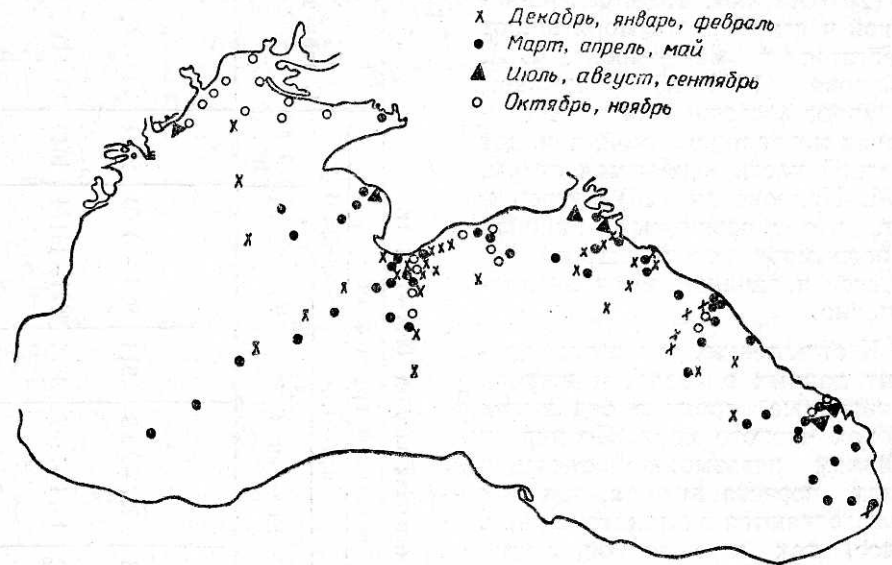 Декабрь, январь, февраль
Март, апрель, май
Июль, август, сентябрь
Октябрь, ноябрь